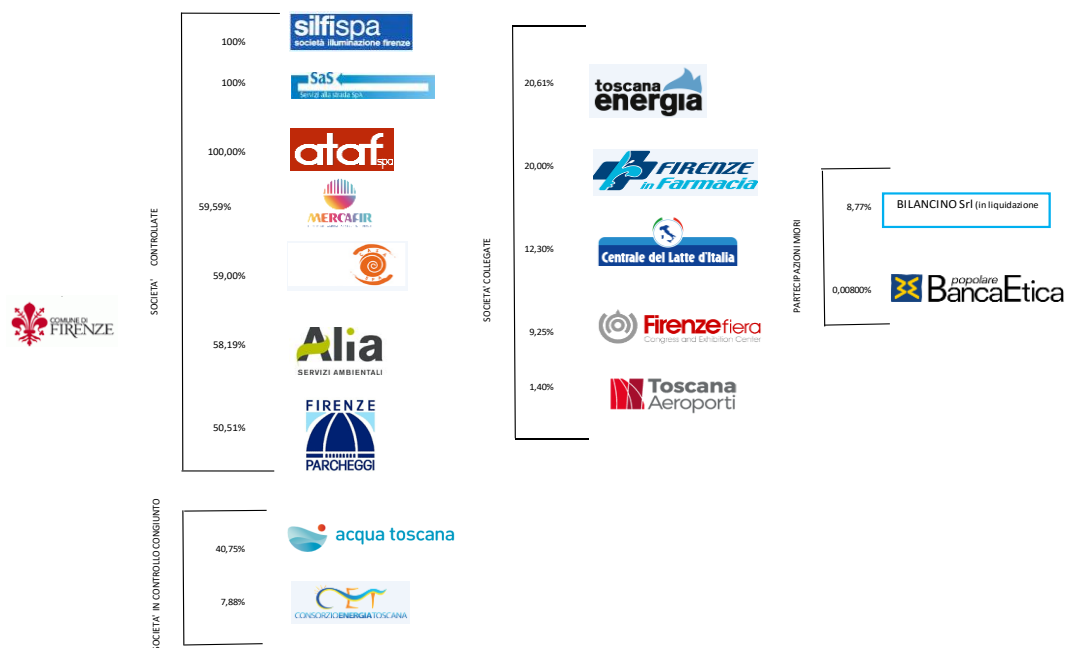 COMUNE DI
FIRENZE
SOCIETA' CONTROLLATE
100%
silfispa
società illuminazione firenze
100%
SaS
Servizi alla strada SpA
100,00%
ataf spa
59,59%
MERCAFIR
59,00%
CASA SPA
58,19%
Alia
SERVIZI AMBIENTALI
50,51%
FIRENZE
PARCHEGGI
SOCIETA' IN CONTROLLO CONGIUNTO
40,75%
acqua toscana
7,88%
CET
CONSORZIOENERGIATOSCANA
SOCIETA' COLLEGATE
20,61%
toscana
energia
20,00%
FIRENZE
in Farmacia
12,30%
Centrale del Latte d'Italia
9,25%
Firenzefiera
Congress and Exhibition Center
1,40%
Toscana
Aeroporti
PARTECIPAZIONI MIORI
8,77%
BILANCINO Srl (in liquidazione
0,00800%
popolare
BancaEtica